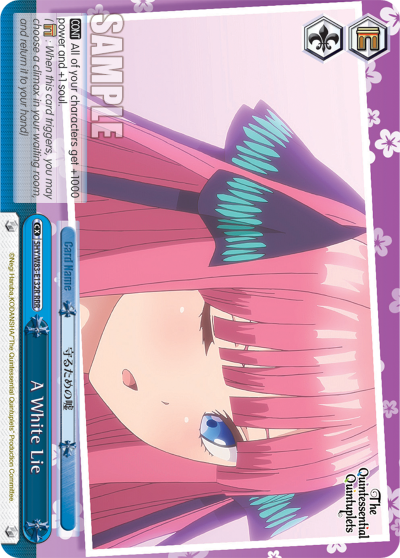 SAMPLE
[CONT] All of your characters get +1000
power and +1 soul.
( : When this card triggers, you may
choose a climax in your waiting room,
and return it to your hand)
The
Quintessential
Quintuplets
Card Name
守るための嘘
CX
A White Lie
©Negi Haruba,KODANSHA/"The Quintessential Quintuplets" Production Committee.